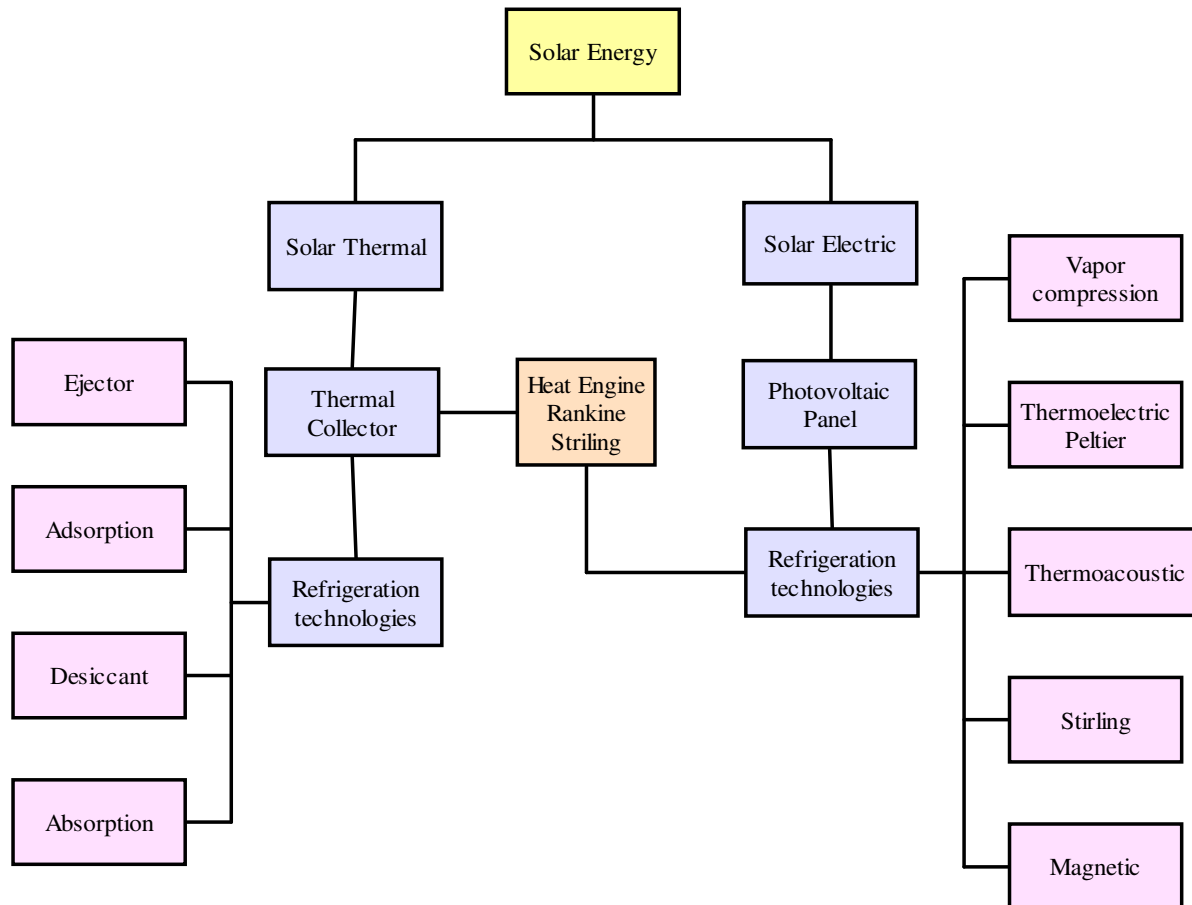 Solar Energy
Solar Thermal
Solar Electric
Vapor
compression
Ejector
Thermal
Collector
Heat Engine
Rankine
Striling
Photovoltaic
Panel
Thermoelectric
Peltier
Adsorption
Refrigeration
technologies
Refrigeration
technologies
Thermoacoustic
Desiccant
Stirling
Absorption
Magnetic